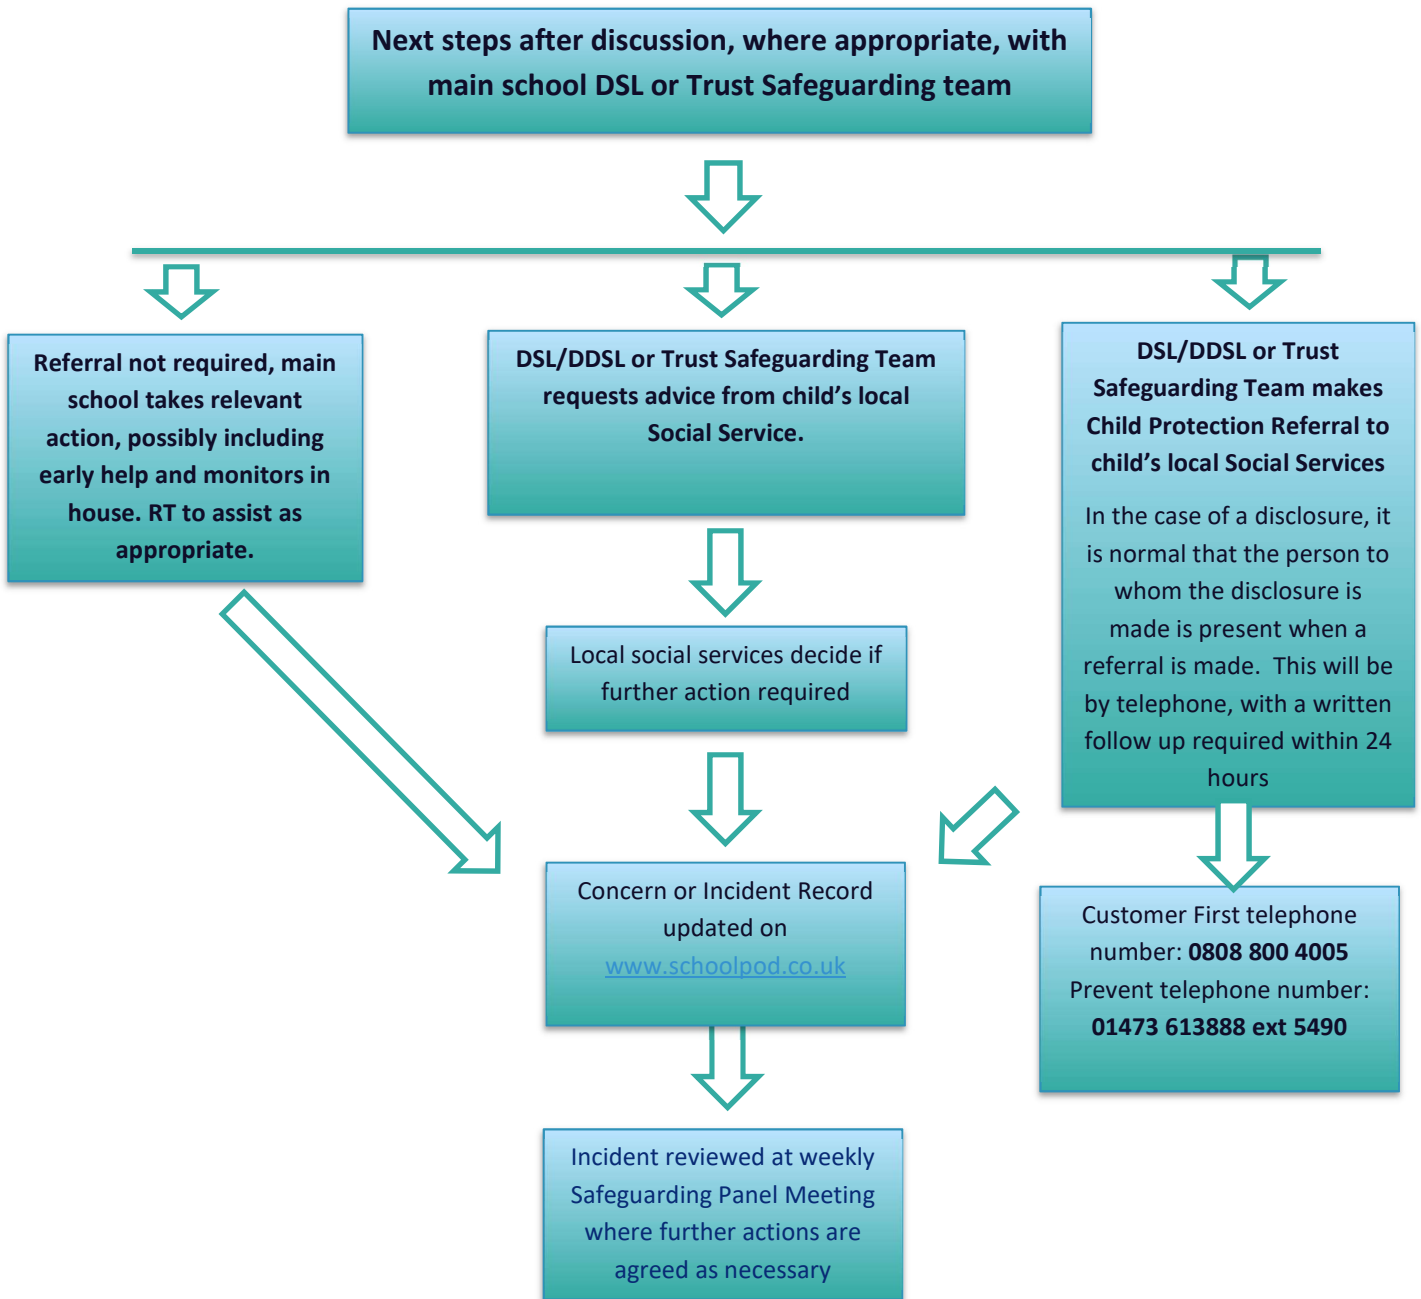 Next steps after discussion, where appropriate, with
main school DSL or Trust Safeguarding team
Referral not required, main
school takes relevant
action, possibly including
early help and monitors in
house. RT to assist as
appropriate.
DSL/DDSL or Trust Safeguarding Team
requests advice from child’s local
Social Service.
DSL/DDSL or Trust
Safeguarding Team makes
Child Protection Referral to
child’s local Social Services
In the case of a disclosure, it
is normal that the person to
whom the disclosure is
made is present when a
referral is made.  This will be
by telephone, with a written
follow up required within 24
hours
Local social services decide if
further action required
Concern or Incident Record
updated on
www.schoolpod.co.uk
Customer First telephone
number: 0808 800 4005
Prevent telephone number:
01473 613888 ext 5490
Incident reviewed at weekly
Safeguarding Panel Meeting
where further actions are
agreed as necessary